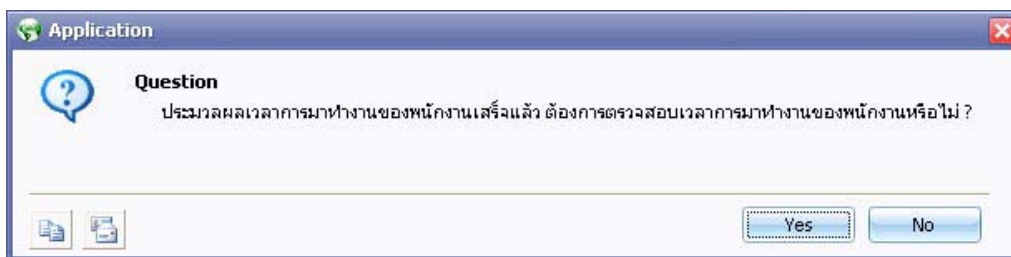 Application
Question
ประมวลผลเวลาการมาทำงานของพนักงานเสร็จแล้ว ต้องการตรวจสอบเวลาการมาทำงานของพนักงานหรือไม่ ?
Yes No